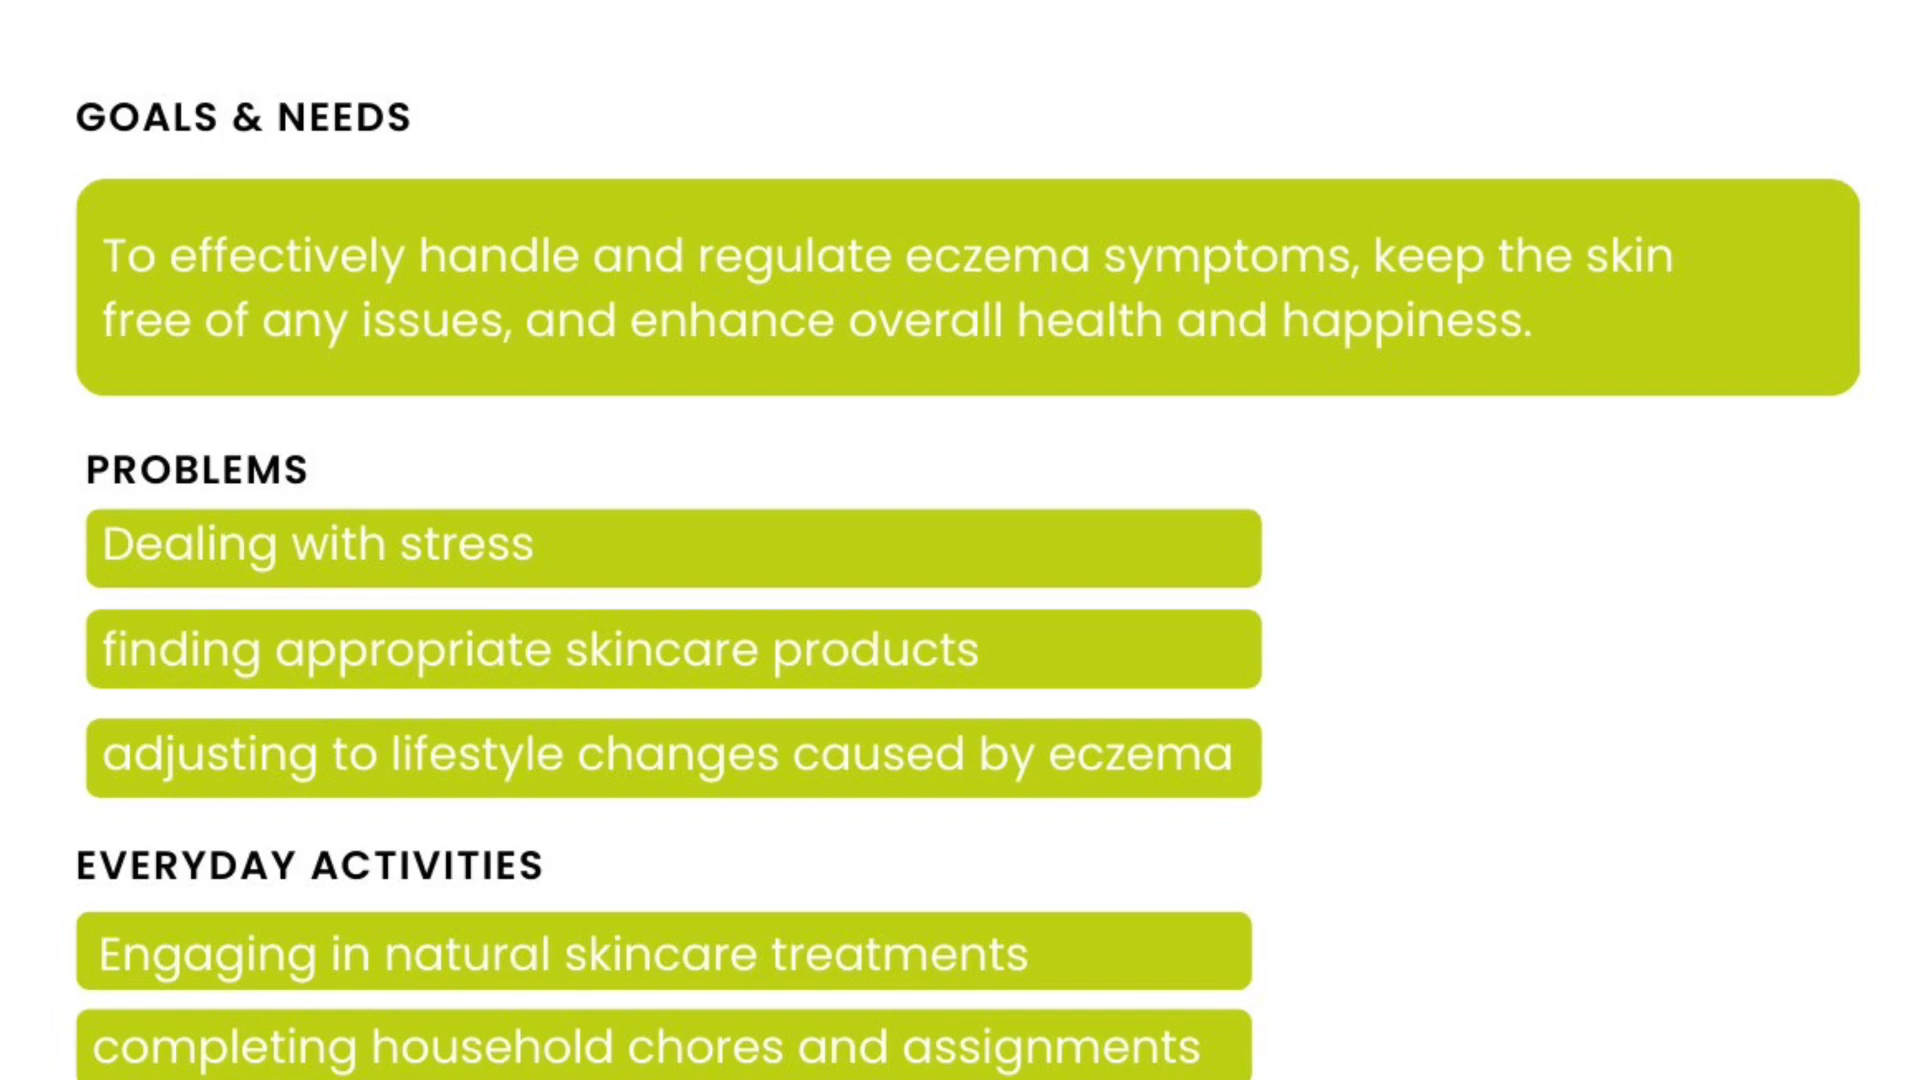 GOALS & NEEDS
To effectively handle and regulate eczema symptoms, keep the skin
free of any issues, and enhance overall health and happiness.
PROBLEMS
Dealing with stress
finding appropriate skincare products
adjusting to lifestyle changes caused by eczema
EVERYDAY ACTIVITIES
Engaging in natural skincare treatments
completing household chores and assignments